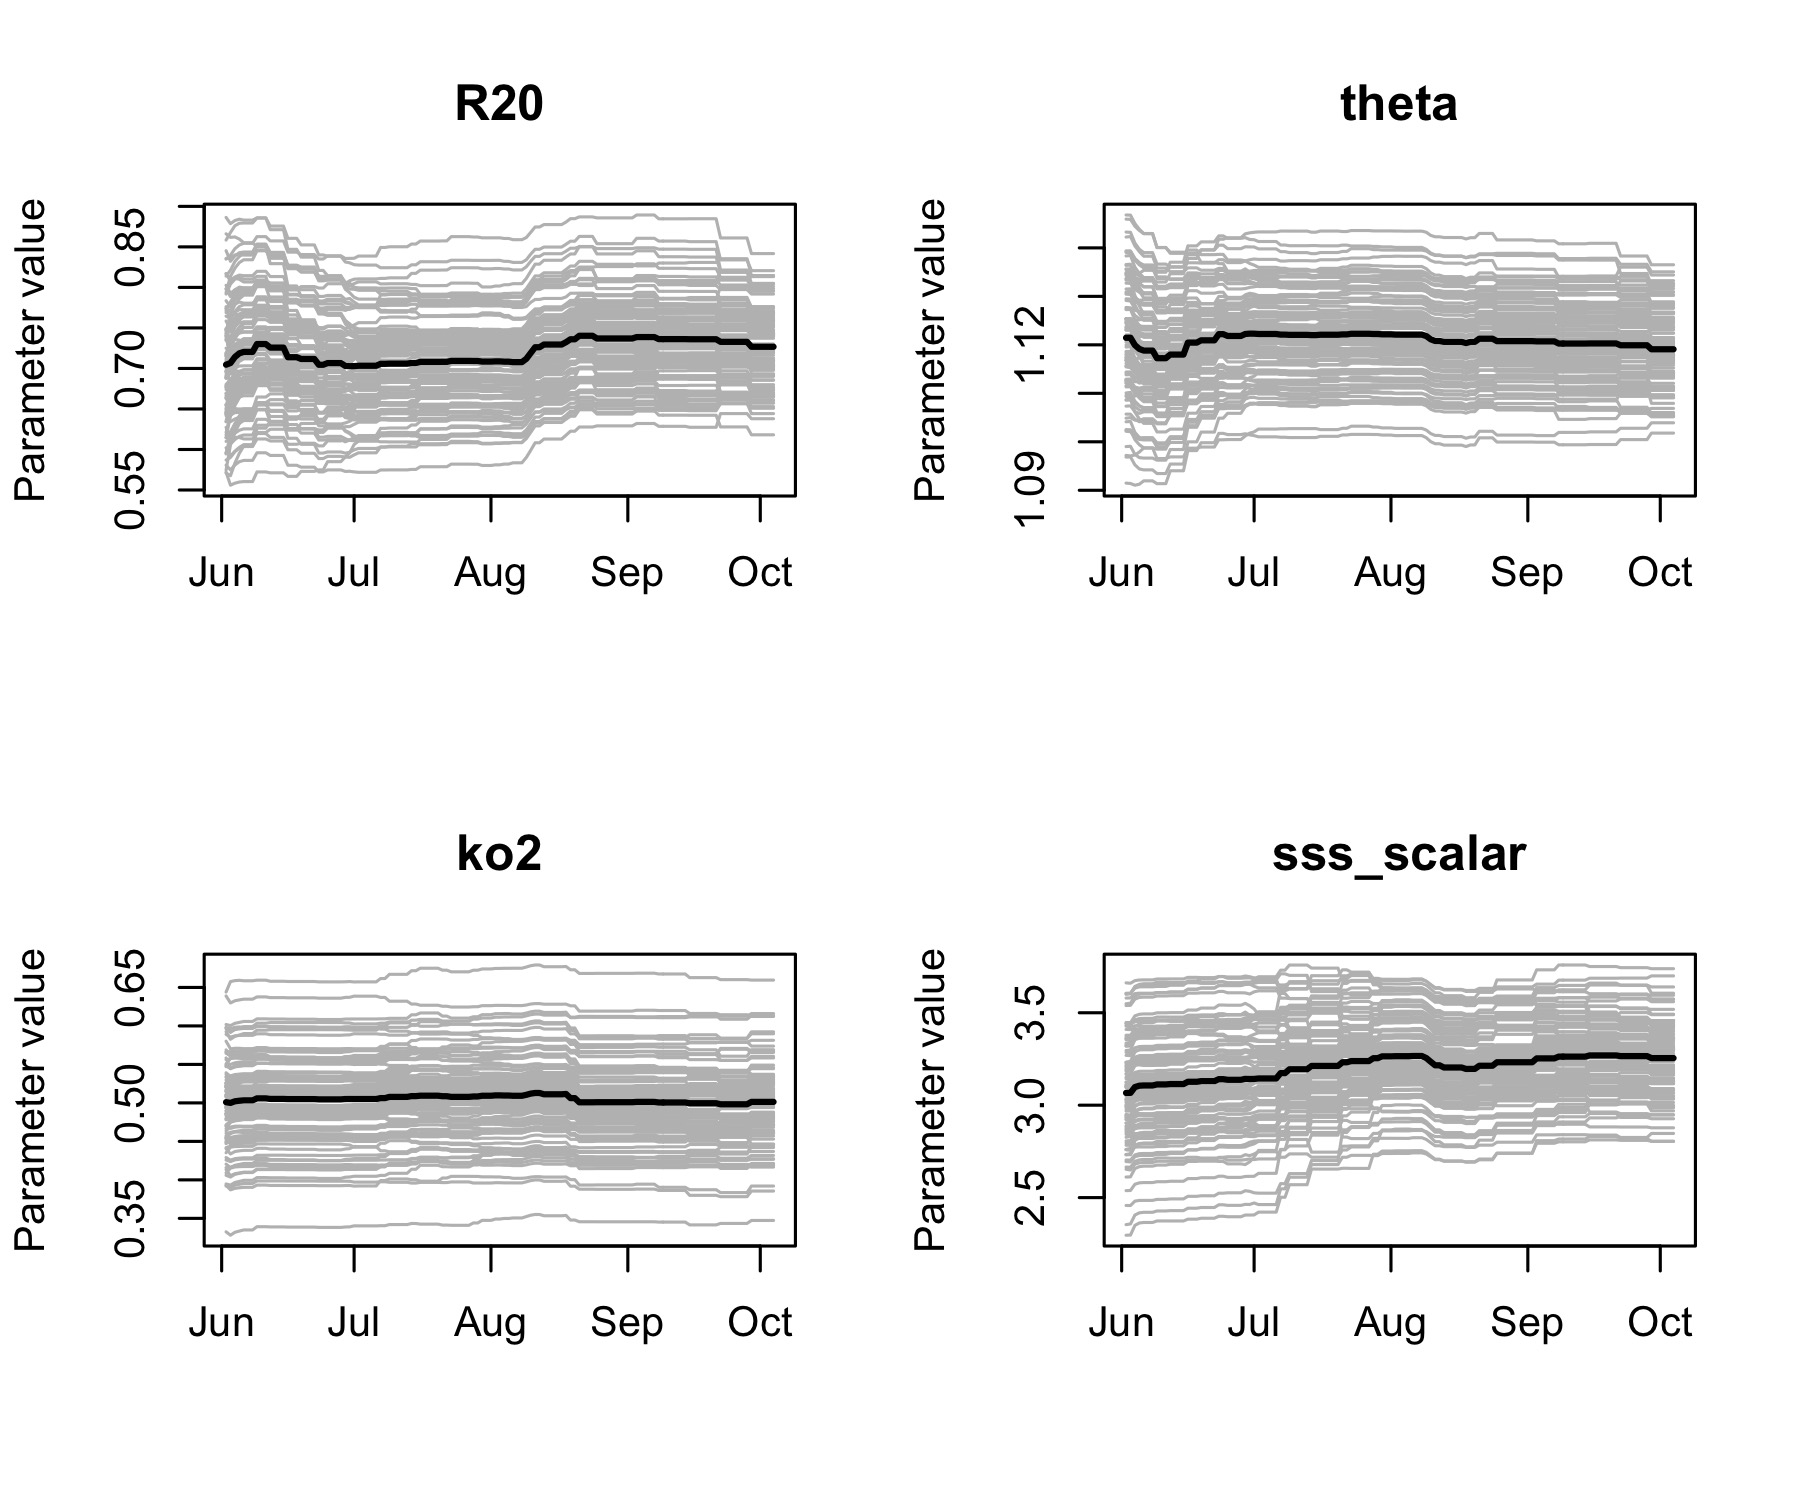 R20
Parameter value
0.85
0.70
0.55
Jun Jul Aug Sep Oct
theta
Parameter value
1.12
1.09
Jun Jul Aug Sep Oct
ko2
Parameter value
0.65
0.50
0.35
Jun Jul Aug Sep Oct
sss_scalar
Parameter value
3.5
3.0
2.5
Jun Jul Aug Sep Oct